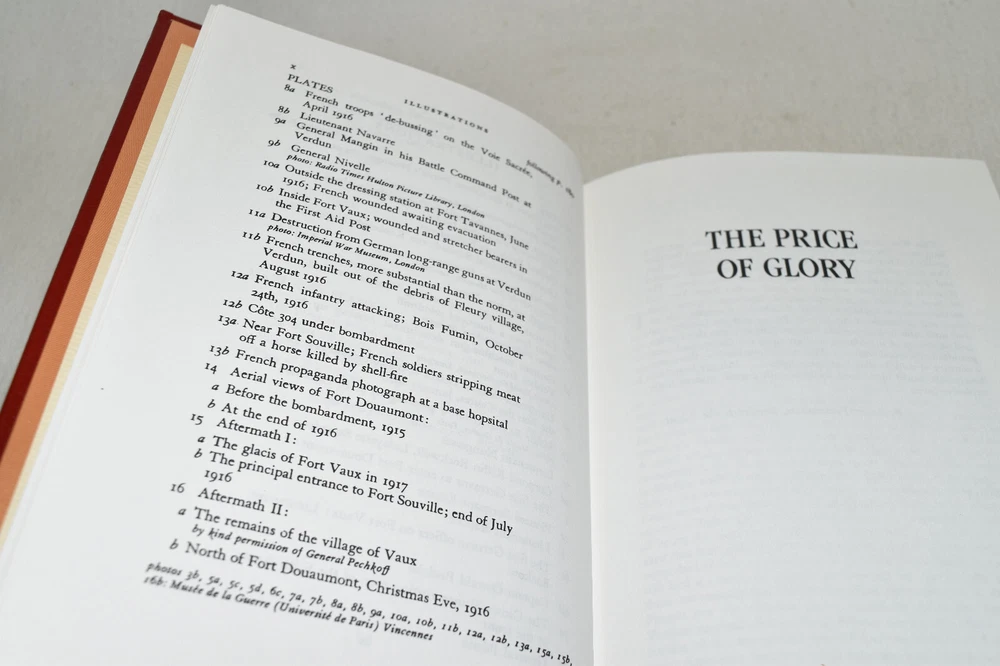 x
ILLUSTRATIONS
PLATES
facing p.
8a French troops 'de-bussing' on the Voie Sacrée,
April 1916
8b Lieutenant Navarre
9a General Mangin in his Battle Command Post at
Verdun
9b General Nivelle
photo: Radio Times Hulton Picture Library, London
10a Outside the dressing station at Fort Tavannes, June
1916; French wounded awaiting evacuation
10b Inside Fort Vaux; wounded and stretcher bearers in
the First Aid Post
11a Destruction from German long-range guns at Verdun
photo: Imperial War Museum, London
11b French trenches, more substantial than the norm, at
Verdun, built out of the debris of Fleury village,
August 1916
12a French infantry attacking; Bois Fumin, October
24th, 1916
12b Côte 304 under bombardment
13a Near Fort Souville; French soldiers stripping meat
off a horse killed by shell-fire
13b French propaganda photograph at a base hopsital
14 Aerial views of Fort Douaumont:
a Before the bombardment, 1915
b At the end of 1916
15 Aftermath I:
a The glacis of Fort Vaux in 1917
b The principal entrance to Fort Souville; end of July
1916
16 Aftermath II:
a The remains of the village of Vaux
by kind permission of General Pechkoff
b North of Fort Douaumont, Christmas Eve, 1916
photos 3b, 5a, 5c, 5d, 6c, 7a, 7b, 8a, 8b, 9a, 10a, 10b, 11b, 12a, 12b, 13a, 15a, 15b,
16b: Musée de la Guerre (Université de Paris) Vincennes
THE PRICE
OF GLORY